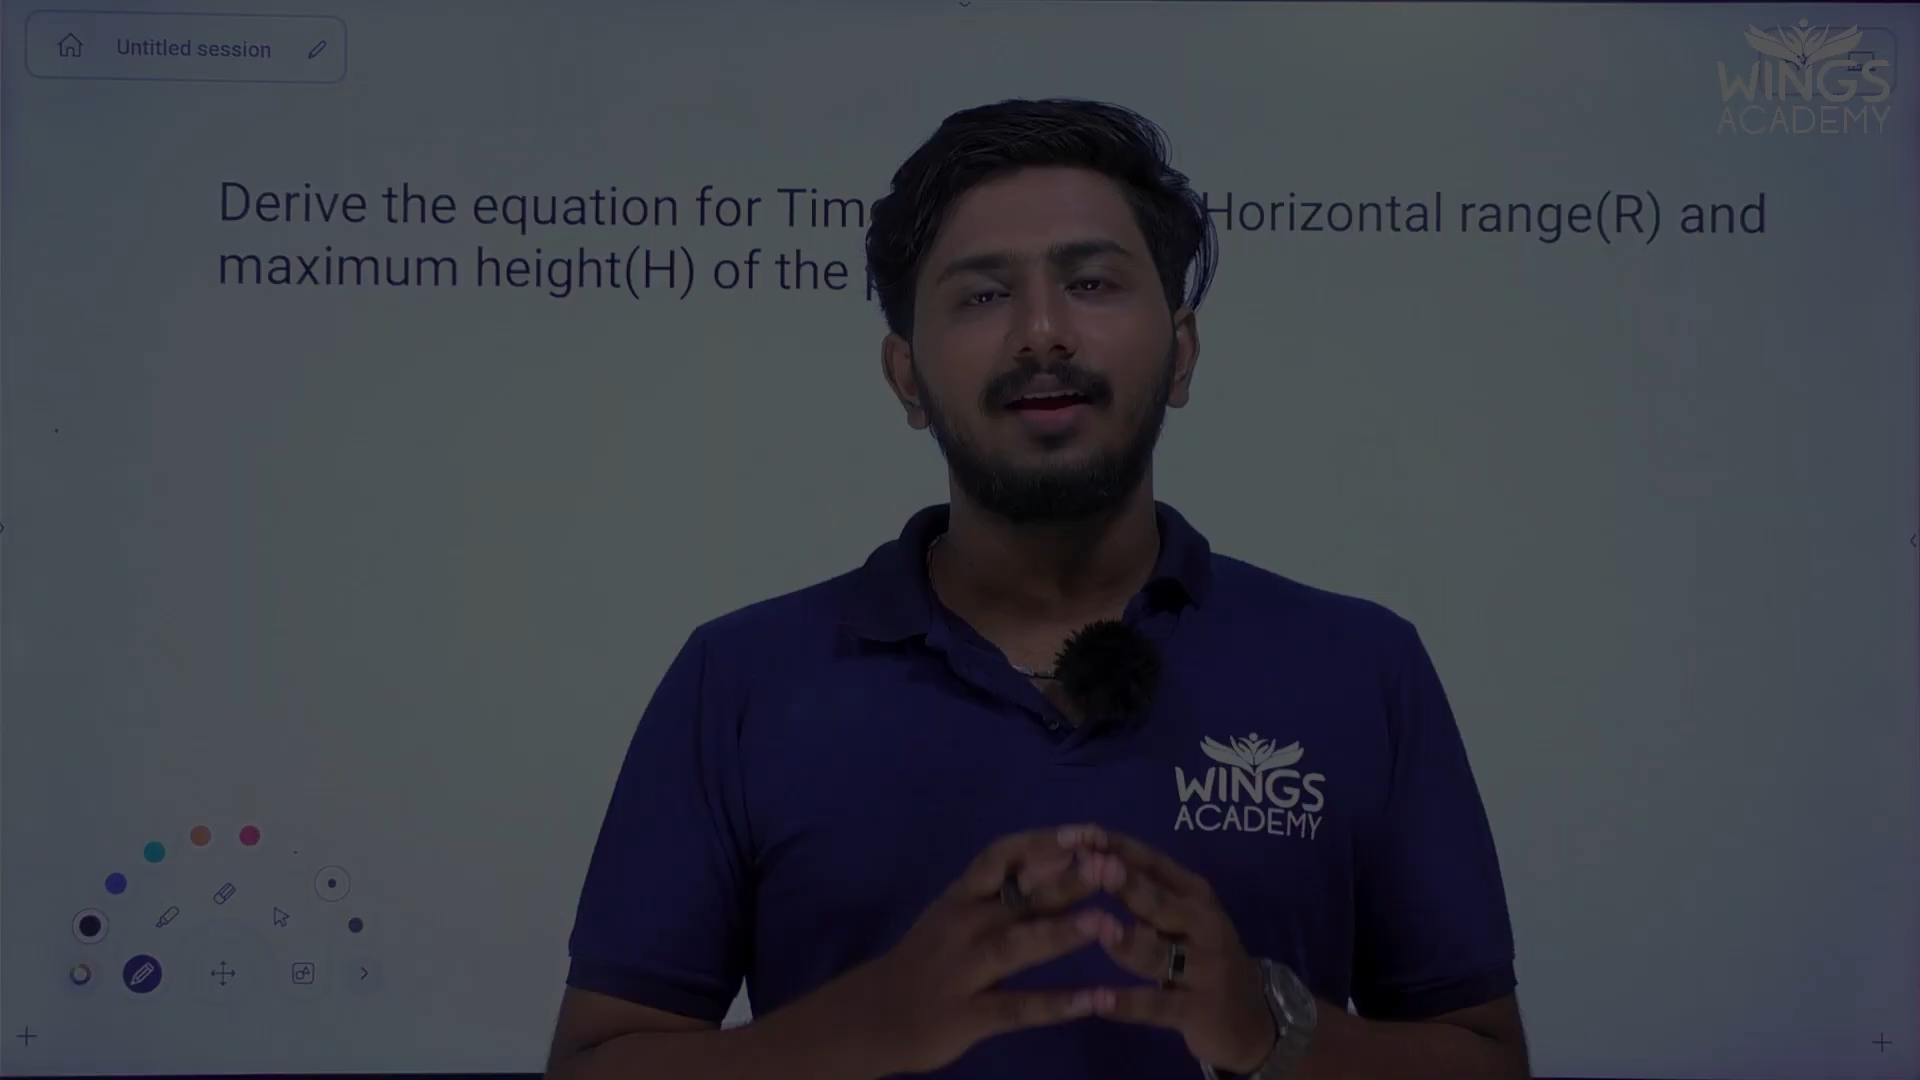 Untitled session
WINGS
ACADEMY
Derive the equation for Tim Horizontal range(R) and
maximum height(H) of the
WINGS
ACADEMY